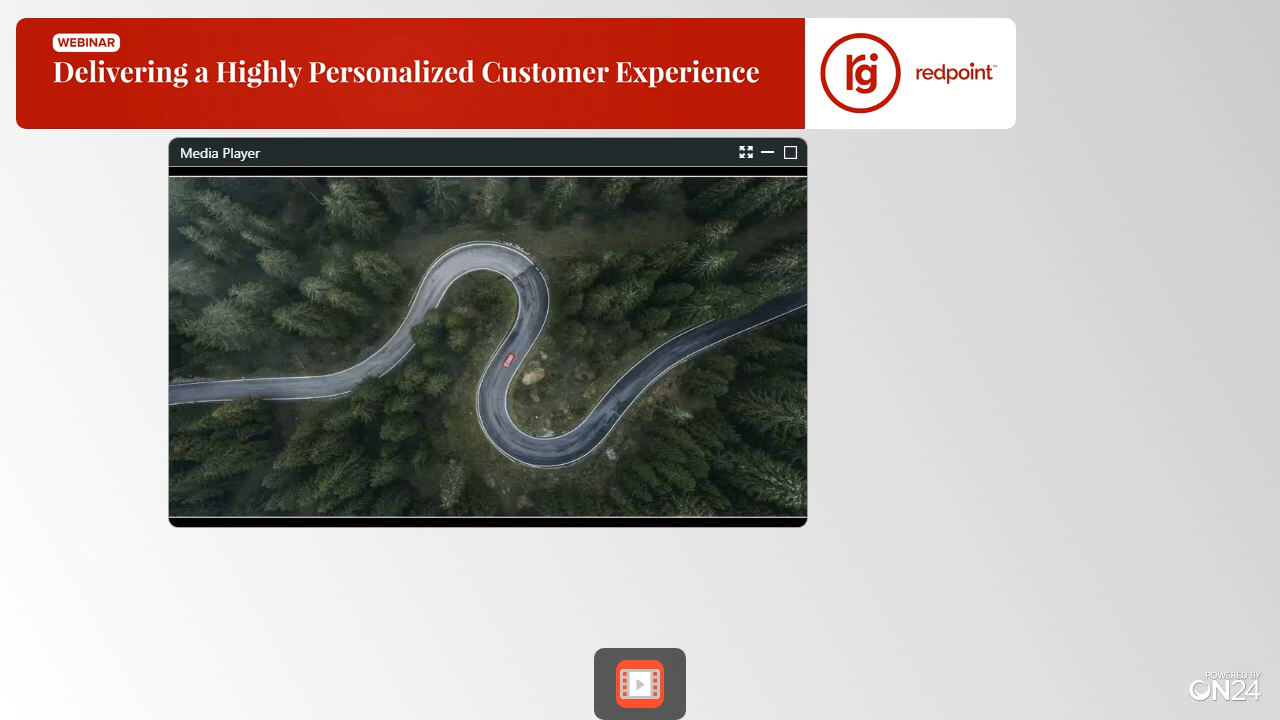 WEBINAR
Delivering a Highly Personalized Customer Experience
rg
redpoint™
Media Player
POWERED BY
ON24